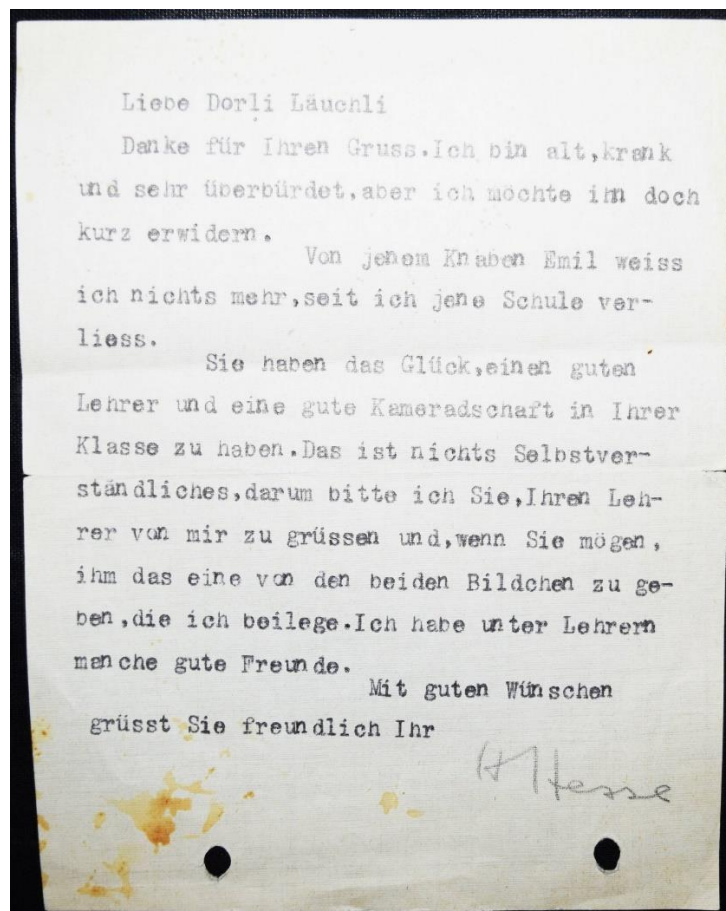 Liebe Dorli Läuchli
Danke für Ihren Gruss.Ich bin alt,krank
und sehr überbürdet,aber ich möchte ihn doch
kurz erwidern.
Von jenem Knaben Emil weiss
ich nichts mehr,seit ich jene Schule ver-
liess.
Sie haben das Glück,einen guten
Lehrer und eine gute Kameradschaft in Ihrer
Klasse zu haben.Das ist nichts Selbstver-
ständliches,darum bitte ich Sie,Ihren Leh-
rer von mir zu grüssen und,wenn Sie mögen,
ihm das eine von den beiden Bildchen zu ge-
ben,die ich beilege.Ich habe unter Lehrern
manche gute Freunde.
Mit guten Wünschen
grüsst Sie freundlich Ihr
H Hesse